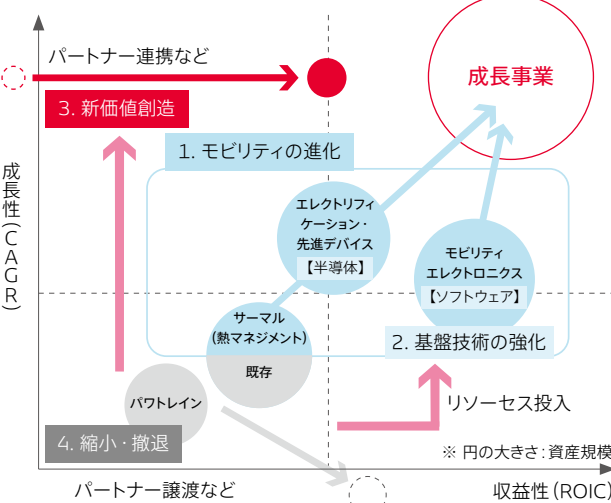 パートナー連携など
3. 新価値創造
成長事業
1. モビリティの進化
成長性(CAGR)
エレクトリフィ
ケーション・
先進デバイス
【半導体】
モビリティ
エレクトロニクス
【ソフトウェア】
サーマル
(熱マネジメント)
既存
2. 基盤技術の強化
パワトレイン
リソーセス投入
4. 縮小・撤退
※ 円の大きさ：資産規模
パートナー譲渡など
収益性(ROIC)